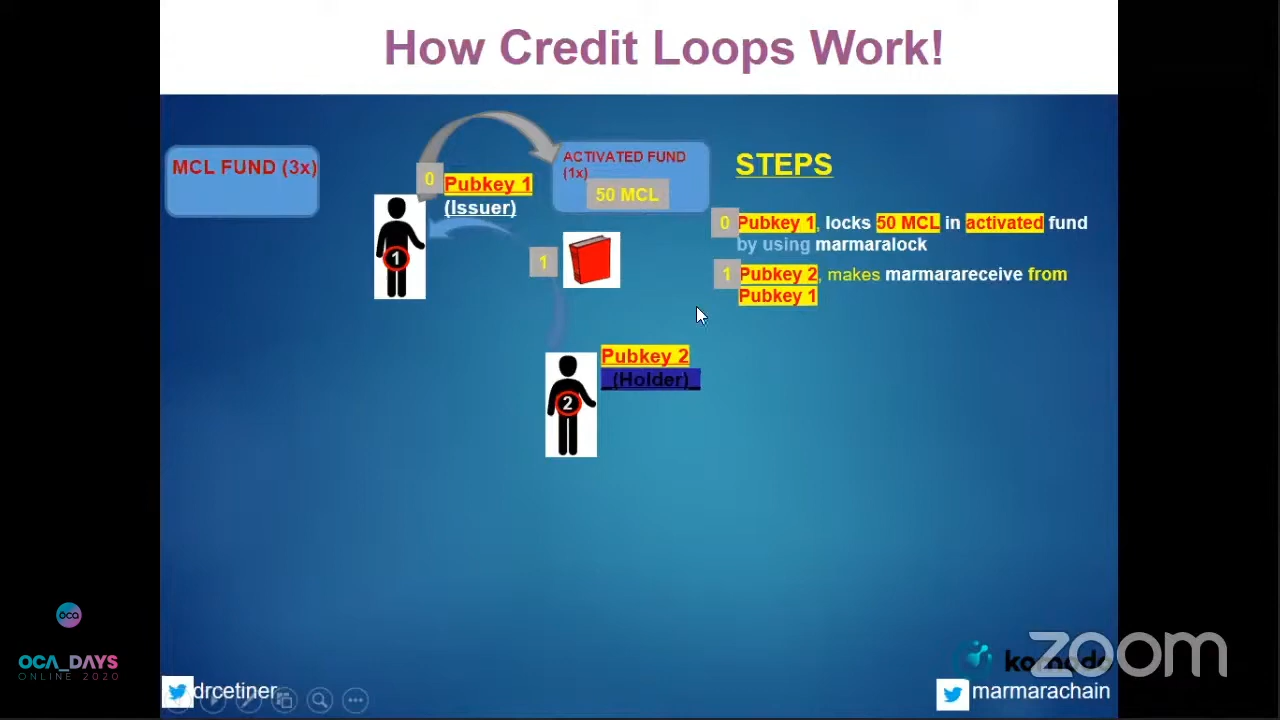 How Credit Loops Work!
MCL FUND (3x)
0
Pubkey 1
(Issuer)
1
ACTIVATED FUND
(1x)
50 MCL
1
Pubkey 2
(Holder)
2
STEPS
0 Pubkey 1, locks 50 MCL in activated fund
by using marmaralock
1 Pubkey 2, makes marmarareceive from
Pubkey 1
oca
OCA_DAYS
ONLINE 2020
drcetiner
komodo
zoom
marmarachain